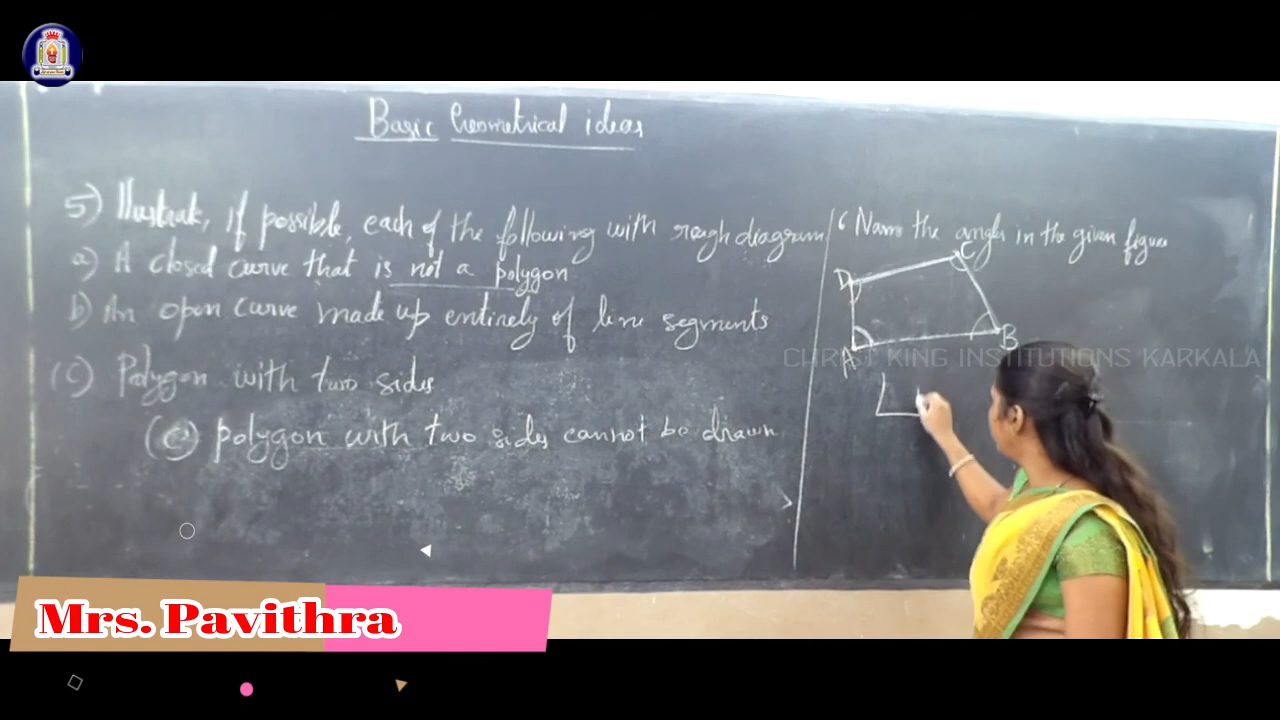 Basic Geometrical ideas
5) Illustrate, if possible, each of the following with rough diagram
a) A closed curve that is not a polygon
b) An open curve made up entirely of line segments
(c) Polygon with two sides
polygon with two sides cannot be drawn
6 Name the angles in the given figure
D
C
A
B
CHRIST KING INSTITUTIONS KARKALA
Mrs. Pavithra